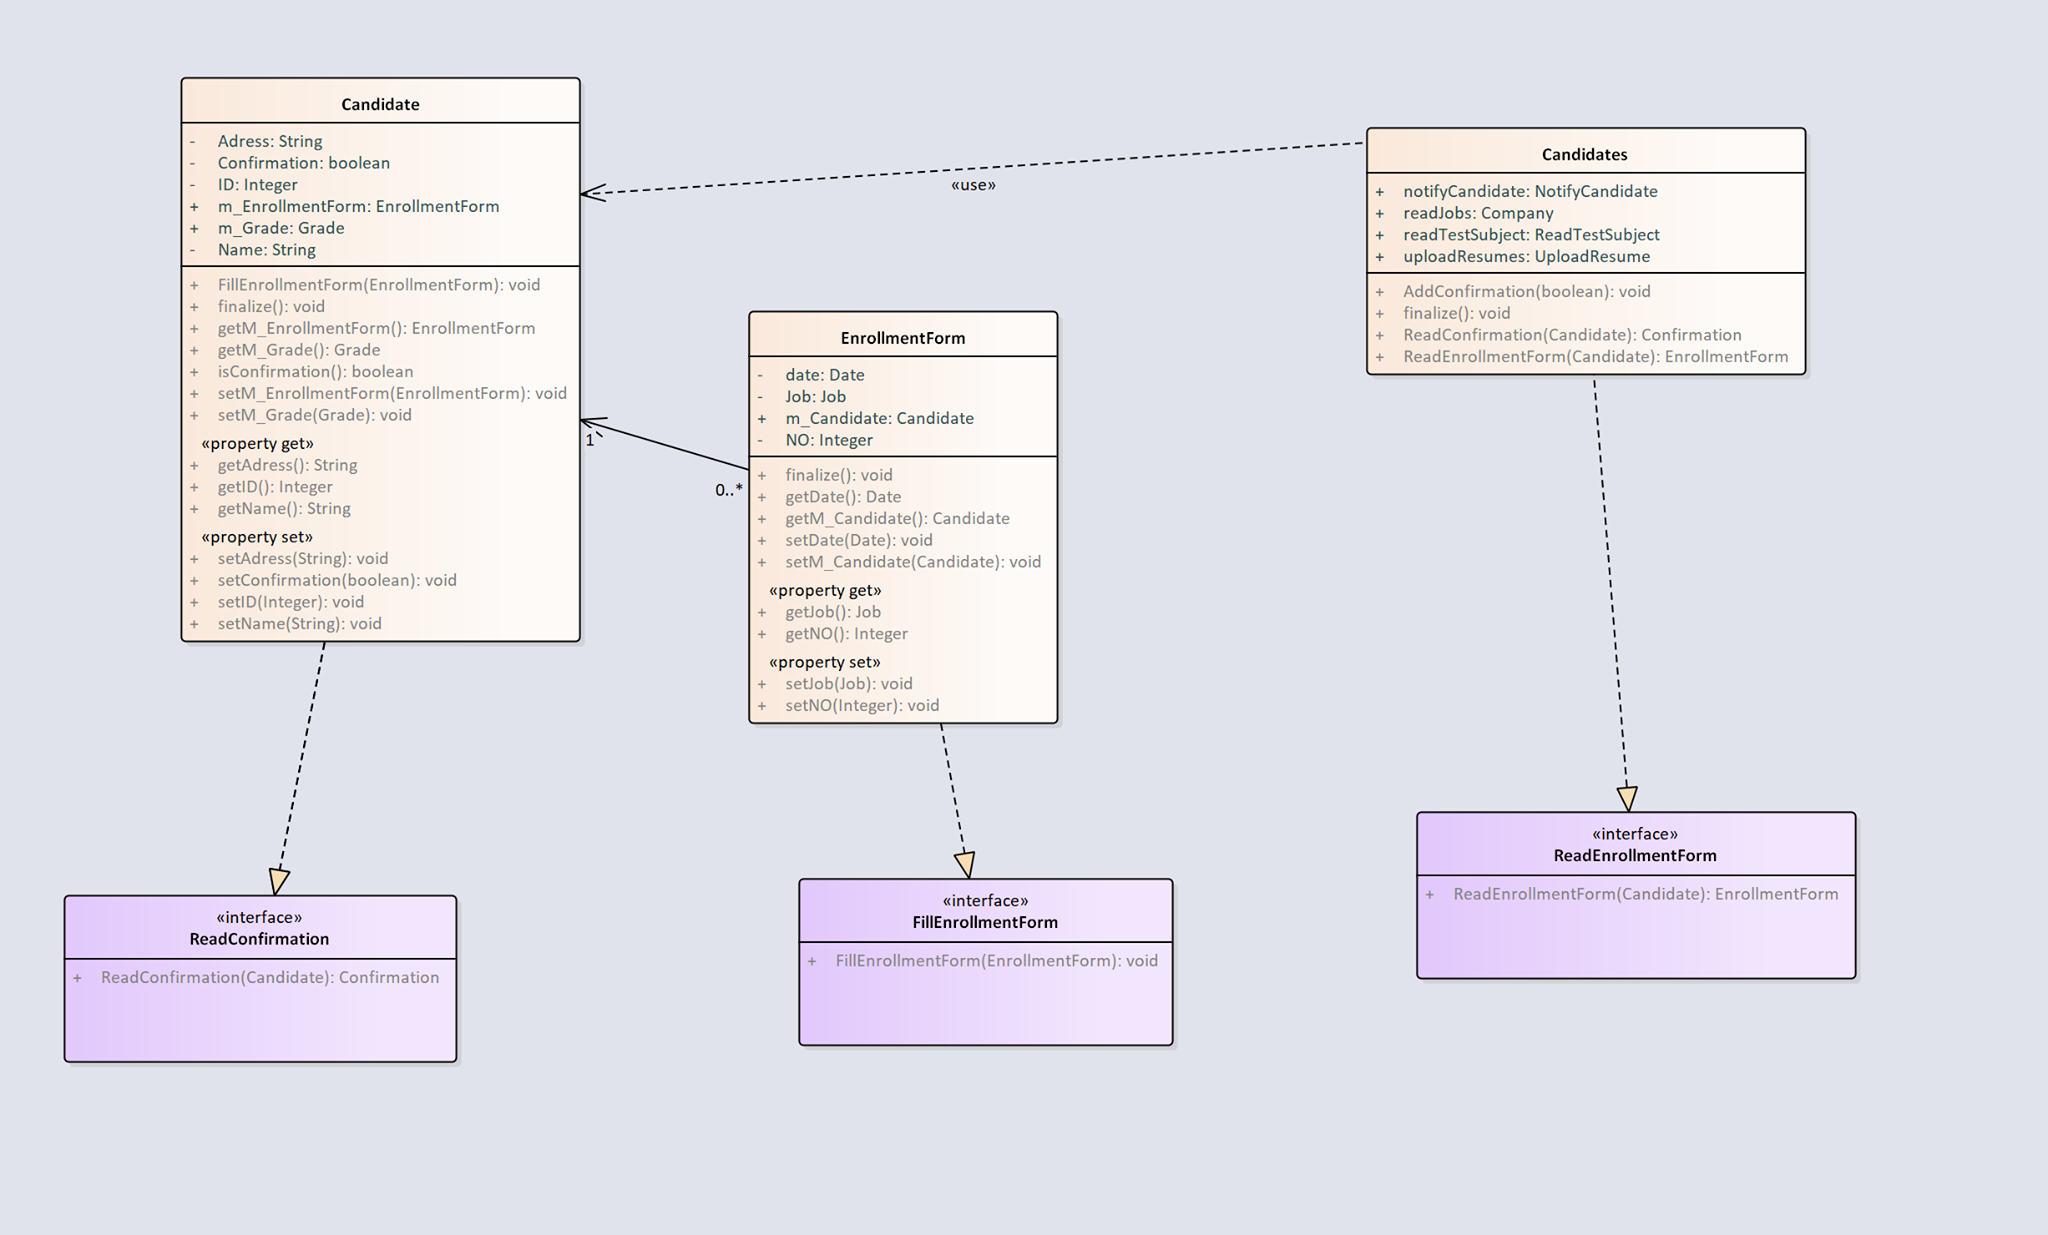 Candidate
- Adress: String
- Confirmation: boolean
- ID: Integer
+ m_EnrollmentForm: EnrollmentForm
+ m_Grade: Grade
- Name: String
+ FillEnrollmentForm(EnrollmentForm): void
+ finalize(): void
+ getM_EnrollmentForm(): EnrollmentForm
+ getM_Grade(): Grade
+ isConfirmation(): boolean
+ setM_EnrollmentForm(EnrollmentForm): void
+ setM_Grade(Grade): void
«property get»
+ getAdress(): String
+ getID(): Integer
+ getName(): String
«property set»
+ setAdress(String): void
+ setConfirmation(boolean): void
+ setID(Integer): void
+ setName(String): void
«use»
1
0..*
EnrollmentForm
- date: Date
- Job: Job
+ m_Candidate: Candidate
- NO: Integer
+ finalize(): void
+ getDate(): Date
+ getM_Candidate(): Candidate
+ setDate(Date): void
+ setM_Candidate(Candidate): void
«property get»
+ getJob(): Job
+ getNO(): Integer
«property set»
+ setJob(Job): void
+ setNO(Integer): void
Candidates
+ notifyCandidate: NotifyCandidate
+ readJobs: Company
+ readTestSubject: ReadTestSubject
+ uploadResumes: UploadResume
+ AddConfirmation(boolean): void
+ finalize(): void
+ ReadConfirmation(Candidate): Confirmation
+ ReadEnrollmentForm(Candidate): EnrollmentForm
«interface»
ReadConfirmation
+ ReadConfirmation(Candidate): Confirmation
«interface»
FillEnrollmentForm
+ FillEnrollmentForm(EnrollmentForm): void
«interface»
ReadEnrollmentForm
+ ReadEnrollmentForm(Candidate): EnrollmentForm